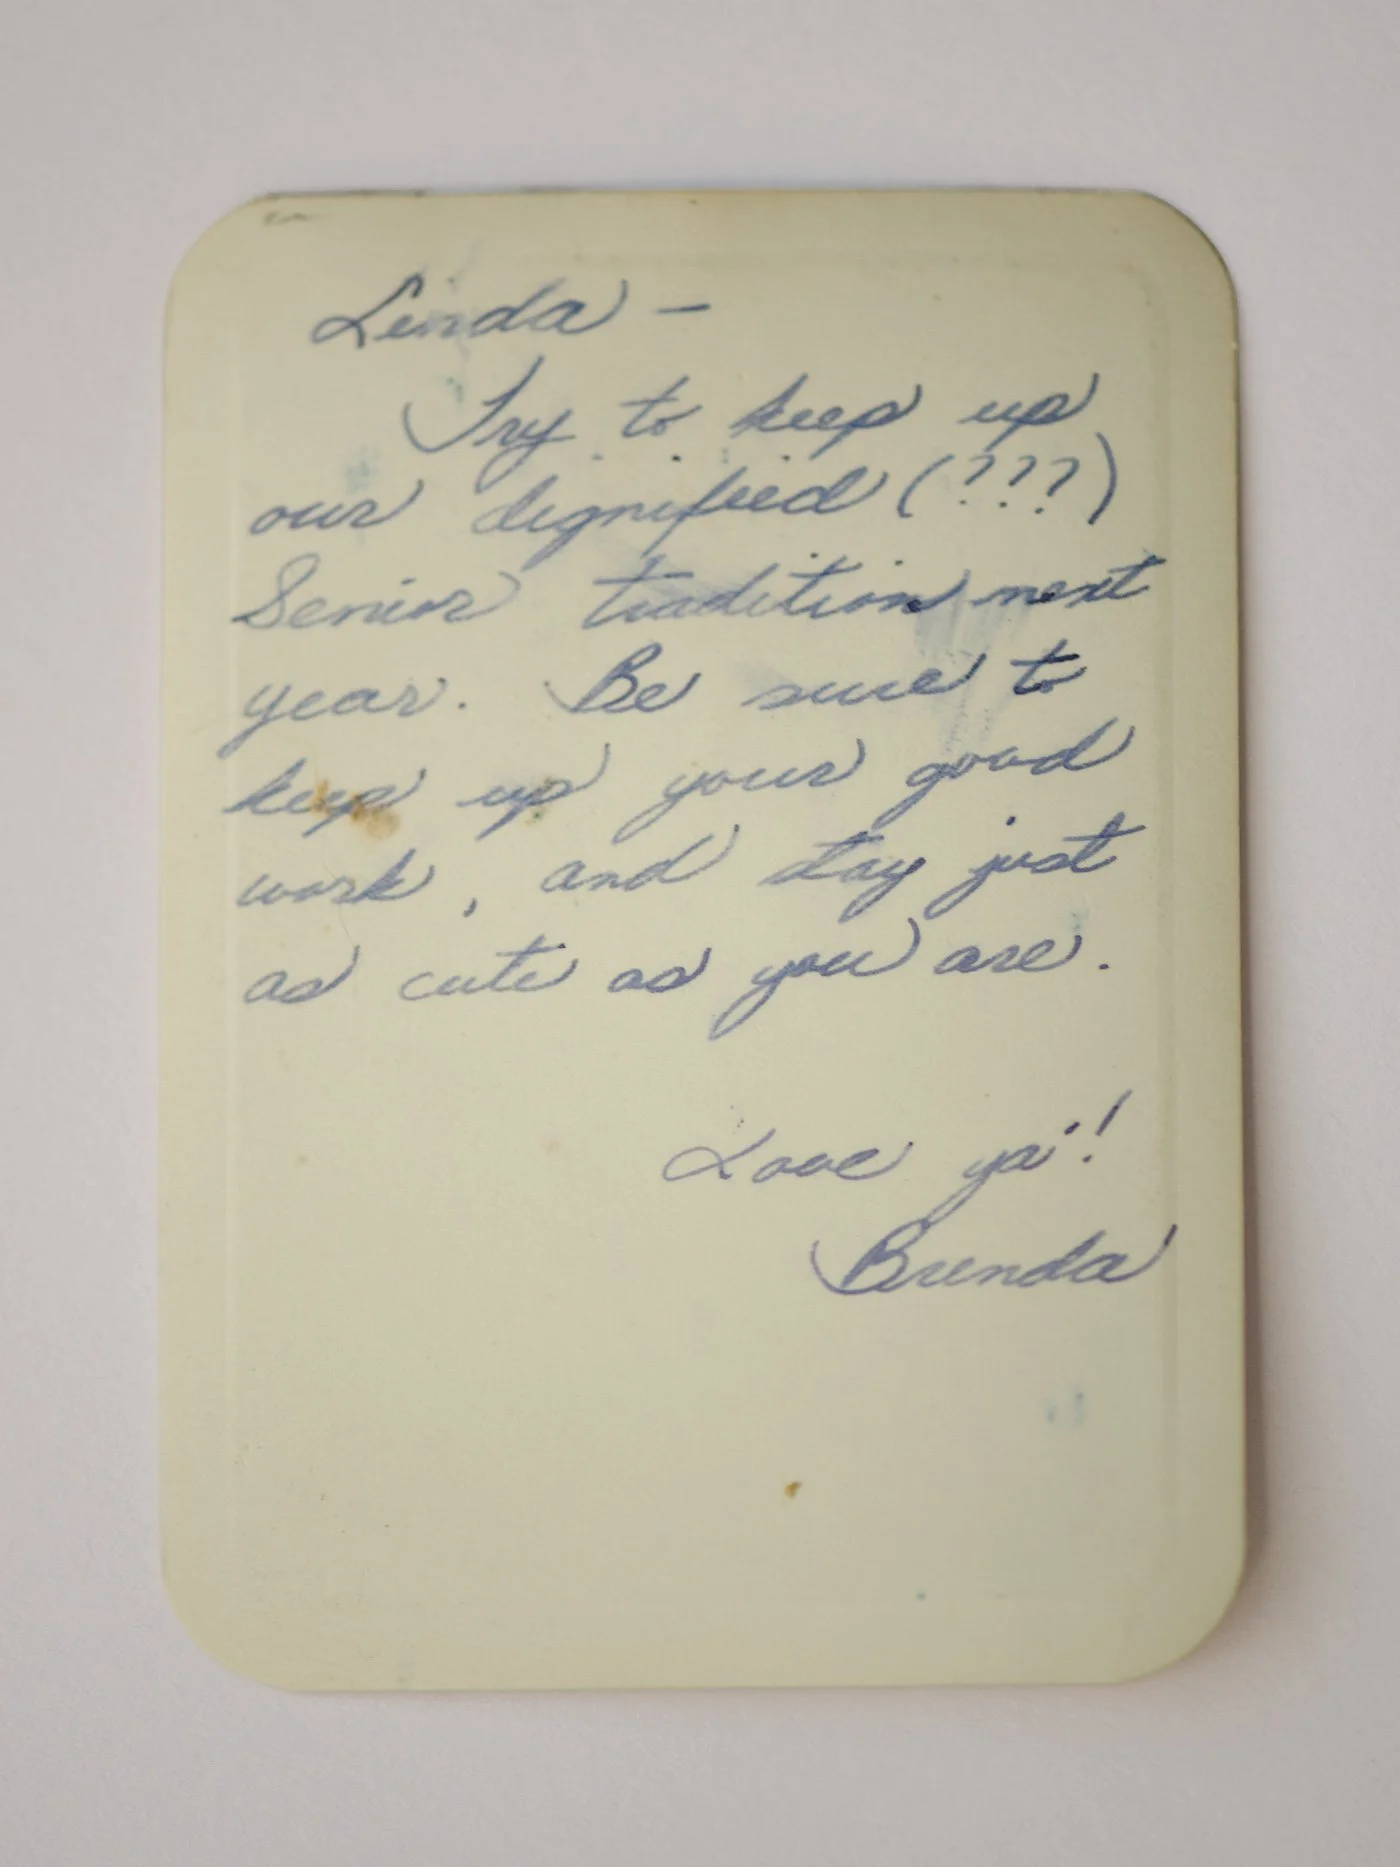 Linda –
Try to keep up
our dignified (???)
Senior tradition next
year. Be sure to
keep up your good
work, and stay just
as cute as you are.
Love ya'!
Brenda